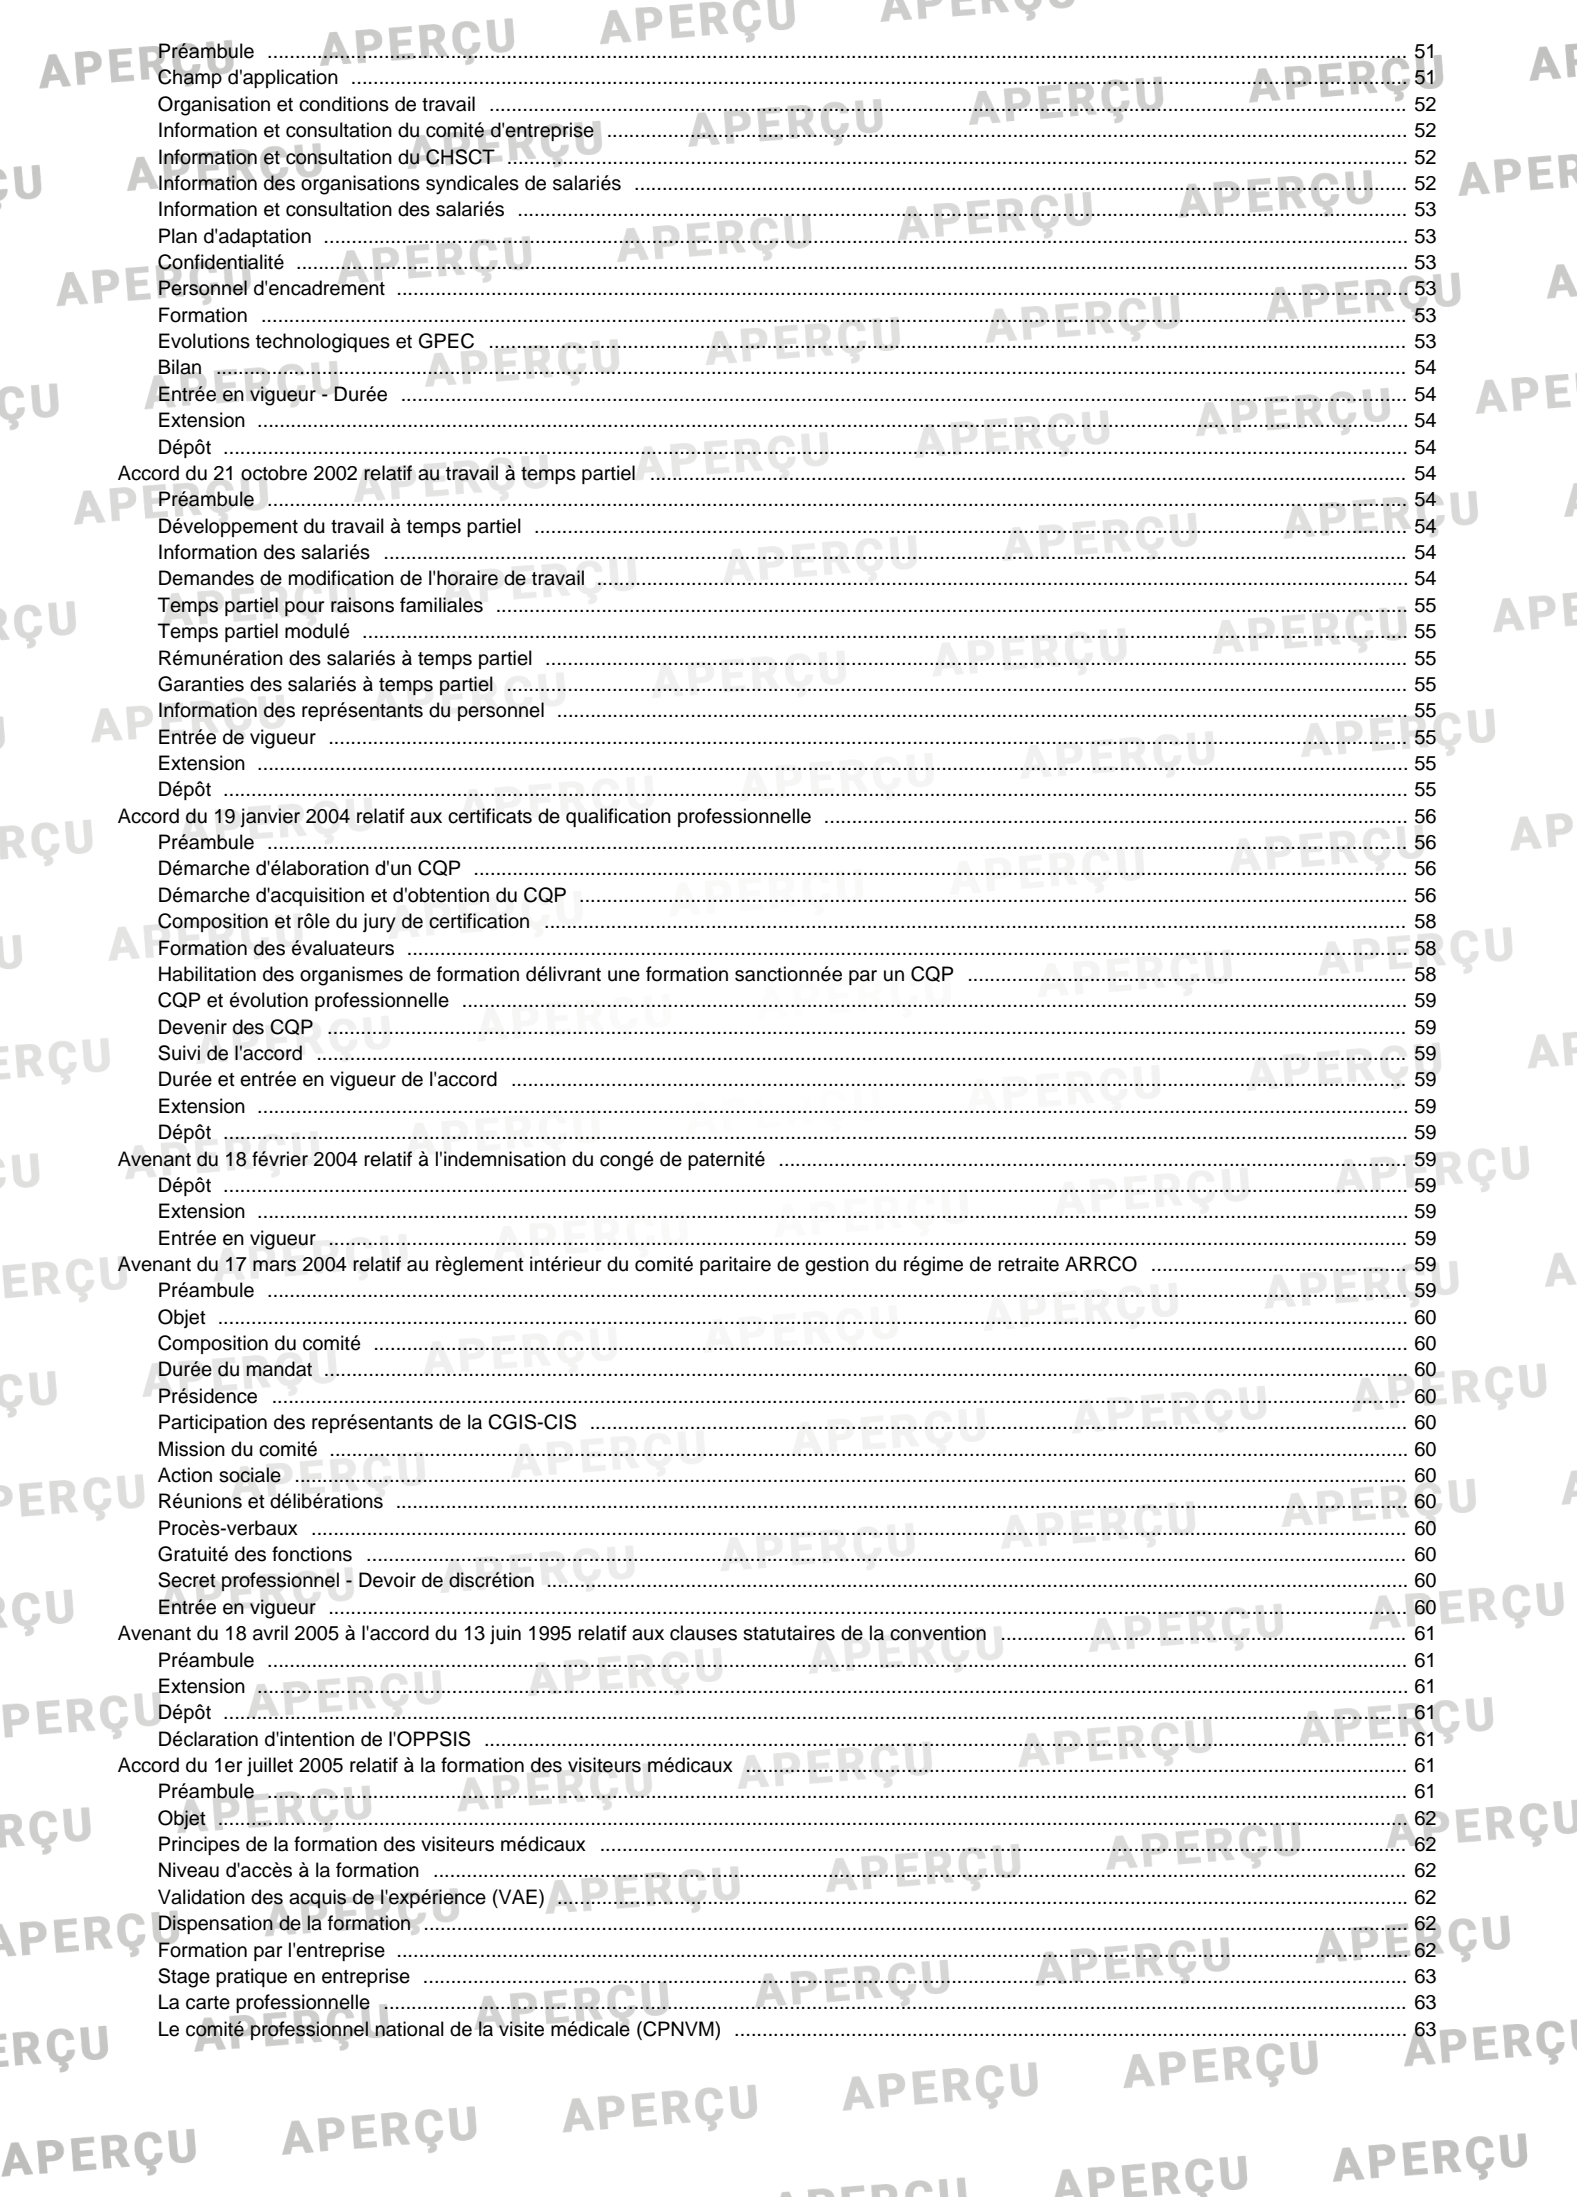 Préambule ........ 51
Champ d'application ........ 51
Organisation et conditions de travail ........ 52
Information et consultation du comité d'entreprise ........ 52
Information et consultation du CHSCT ........ 52
Information des organisations syndicales de salariés ........ 52
Information et consultation des salariés ........ 53
Plan d'adaptation ........ 53
Confidentialité ........ 53
Personnel d'encadrement ........ 53
Formation ........ 53
Evolutions technologiques et GPEC ........ 53
Bilan ........ 54
Entrée en vigueur - Durée ........ 54
Extension ........ 54
Dépôt ........ 54
Accord du 21 octobre 2002 relatif au travail à temps partiel ........ 54
Préambule ........ 54
Développement du travail à temps partiel ........ 54
Information des salariés ........ 54
Demandes de modification de l'horaire de travail ........ 54
Temps partiel pour raisons familiales ........ 55
Temps partiel modulé ........ 55
Rémunération des salariés à temps partiel ........ 55
Garanties des salariés à temps partiel ........ 55
Information des représentants du personnel ........ 55
Entrée de vigueur ........ 55
Extension ........ 55
Dépôt ........ 55
Accord du 19 janvier 2004 relatif aux certificats de qualification professionnelle ........ 56
Préambule ........ 56
Démarche d'élaboration d'un CQP ........ 56
Démarche d'acquisition et d'obtention du CQP ........ 56
Composition et rôle du jury de certification ........ 58
Formation des évaluateurs ........ 58
Habilitation des organismes de formation délivrant une formation sanctionnée par un CQP ........ 58
CQP et évolution professionnelle ........ 59
Devenir des CQP ........ 59
Suivi de l'accord ........ 59
Durée et entrée en vigueur de l'accord ........ 59
Extension ........ 59
Dépôt ........ 59
Avenant du 18 février 2004 relatif à l'indemnisation du congé de paternité ........ 59
Dépôt ........ 59
Extension ........ 59
Entrée en vigueur ........ 59
Avenant du 17 mars 2004 relatif au règlement intérieur du comité paritaire de gestion du régime de retraite ARRCO ........ 59
Préambule ........ 59
Objet ........ 60
Composition du comité ........ 60
Durée du mandat ........ 60
Présidence ........ 60
Participation des représentants de la CGIS-CIS ........ 60
Mission du comité ........ 60
Action sociale ........ 60
Réunions et délibérations ........ 60
Procès-verbaux ........ 60
Gratuité des fonctions ........ 60
Secret professionnel - Devoir de discrétion ........ 60
Entrée en vigueur ........ 60
Avenant du 18 avril 2005 à l'accord du 13 juin 1995 relatif aux clauses statutaires de la convention ........ 61
Préambule ........ 61
Extension ........ 61
Dépôt ........ 61
Déclaration d'intention de l'OPPSIS ........ 61
Accord du 1er juillet 2005 relatif à la formation des visiteurs médicaux ........ 61
Préambule ........ 61
Objet ........ 62
Principes de la formation des visiteurs médicaux ........ 62
Niveau d'accès à la formation ........ 62
Validation des acquis de l'expérience (VAE) ........ 62
Dispensation de la formation ........ 62
Formation par l'entreprise ........ 62
Stage pratique en entreprise ........ 63
La carte professionnelle ........ 63
Le comité professionnel national de la visite médicale (CPNVM) ........ 63
APERÇU